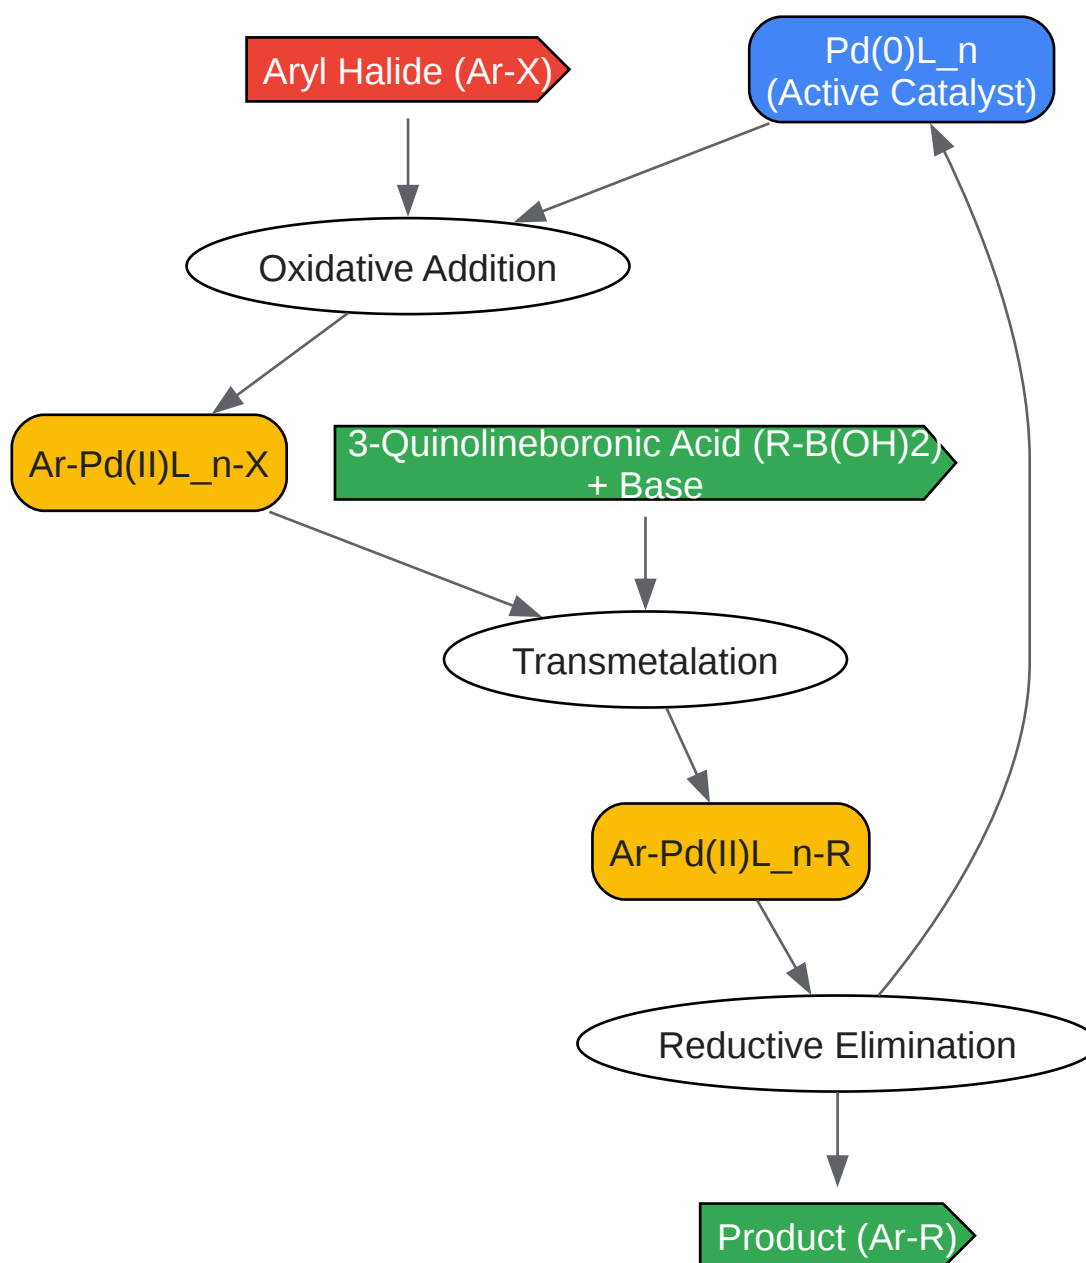 Aryl Halide (Ar-X)
Pd(0)L_n
(Active Catalyst)
Oxidative Addition
Ar-Pd(II)L_n-X
3-Quinolineboronic Acid (R-B(OH)2)
+ Base
Transmetalation
Ar-Pd(II)L_n-R
Reductive Elimination
Product (Ar-R)